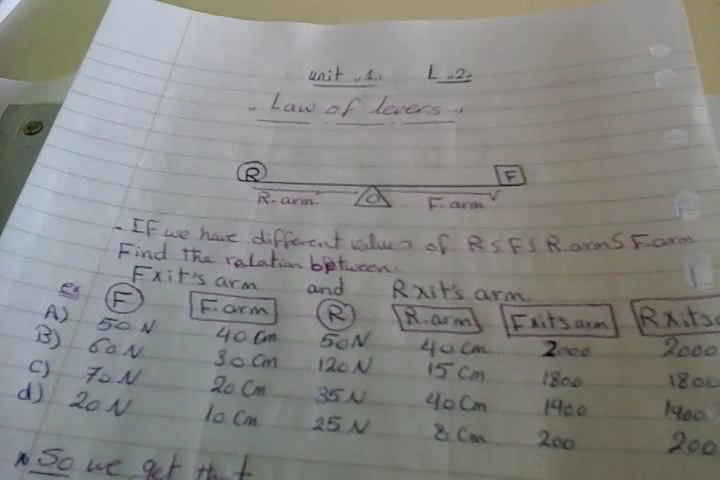 unit .1. L .2.
. Law of levers .
R F
R.arm F.arm
. IF we have different values of R & F & R.arm & F.arm
Find the relation between
F x it's arm and R x it's arm
ex F F.arm R R.arm F x its arm R x its
A) 50 N 40 Cm 50 N 40 Cm 2000 2000
B) 60 N 30 Cm 120 N 15 Cm 1800 1800
C) 70 N 20 Cm 35 N 40 Cm 1400 1400
d) 20 N 10 Cm 25 N 8 Cm 200 200
So we get that